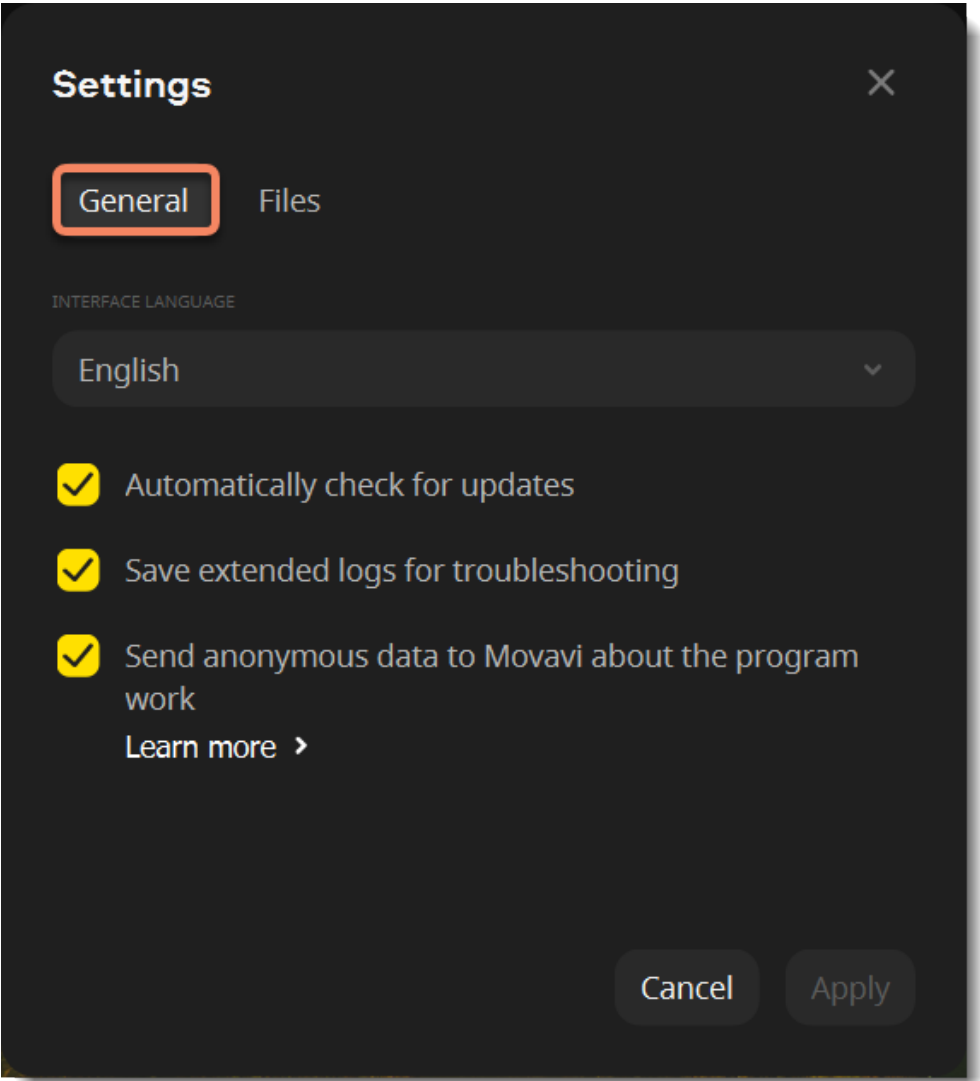 Settings
General
Files
INTERFACE LANGUAGE
English
Automatically check for updates
Save extended logs for troubleshooting
Send anonymous data to Movavi about the program
work
Learn more
Cancel
Apply